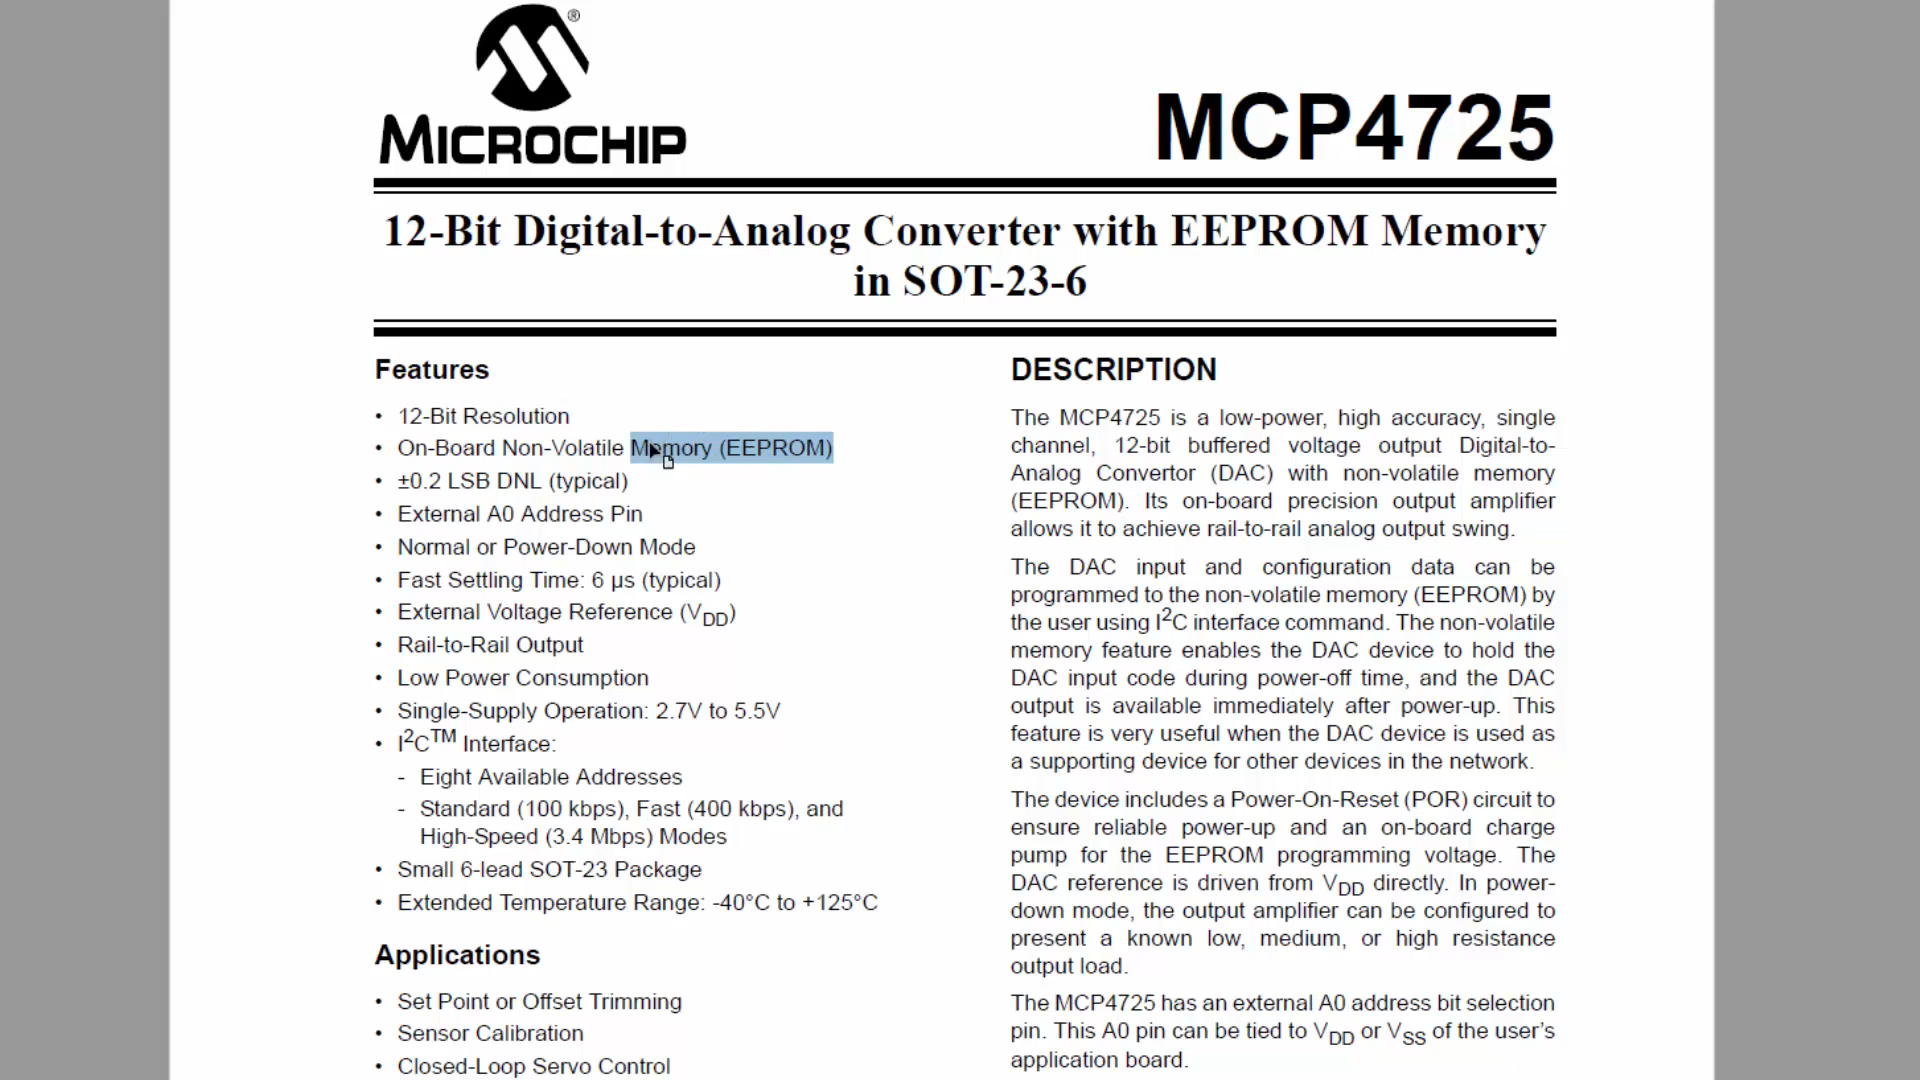 ®
MICROCHIP
MCP4725
12-Bit Digital-to-Analog Converter with EEPROM Memory
in SOT-23-6
Features
• 12-Bit Resolution
• On-Board Non-Volatile Memory (EEPROM)
• ±0.2 LSB DNL (typical)
• External A0 Address Pin
• Normal or Power-Down Mode
• Fast Settling Time: 6 µs (typical)
• External Voltage Reference (VDD)
• Rail-to-Rail Output
• Low Power Consumption
• Single-Supply Operation: 2.7V to 5.5V
• I2CTM Interface:
- Eight Available Addresses
- Standard (100 kbps), Fast (400 kbps), and
High-Speed (3.4 Mbps) Modes
• Small 6-lead SOT-23 Package
• Extended Temperature Range: -40°C to +125°C
Applications
• Set Point or Offset Trimming
• Sensor Calibration
• Closed-Loop Servo Control
DESCRIPTION
The MCP4725 is a low-power, high accuracy, single
channel, 12-bit buffered voltage output Digital-to-
Analog Convertor (DAC) with non-volatile memory
(EEPROM). Its on-board precision output amplifier
allows it to achieve rail-to-rail analog output swing.
The DAC input and configuration data can be
programmed to the non-volatile memory (EEPROM) by
the user using I2C interface command. The non-volatile
memory feature enables the DAC device to hold the
DAC input code during power-off time, and the DAC
output is available immediately after power-up. This
feature is very useful when the DAC device is used as
a supporting device for other devices in the network.
The device includes a Power-On-Reset (POR) circuit to
ensure reliable power-up and an on-board charge
pump for the EEPROM programming voltage. The
DAC reference is driven from VDD directly. In power-
down mode, the output amplifier can be configured to
present a known low, medium, or high resistance
output load.
The MCP4725 has an external A0 address bit selection
pin. This A0 pin can be tied to VDD or VSS of the user's
application board.